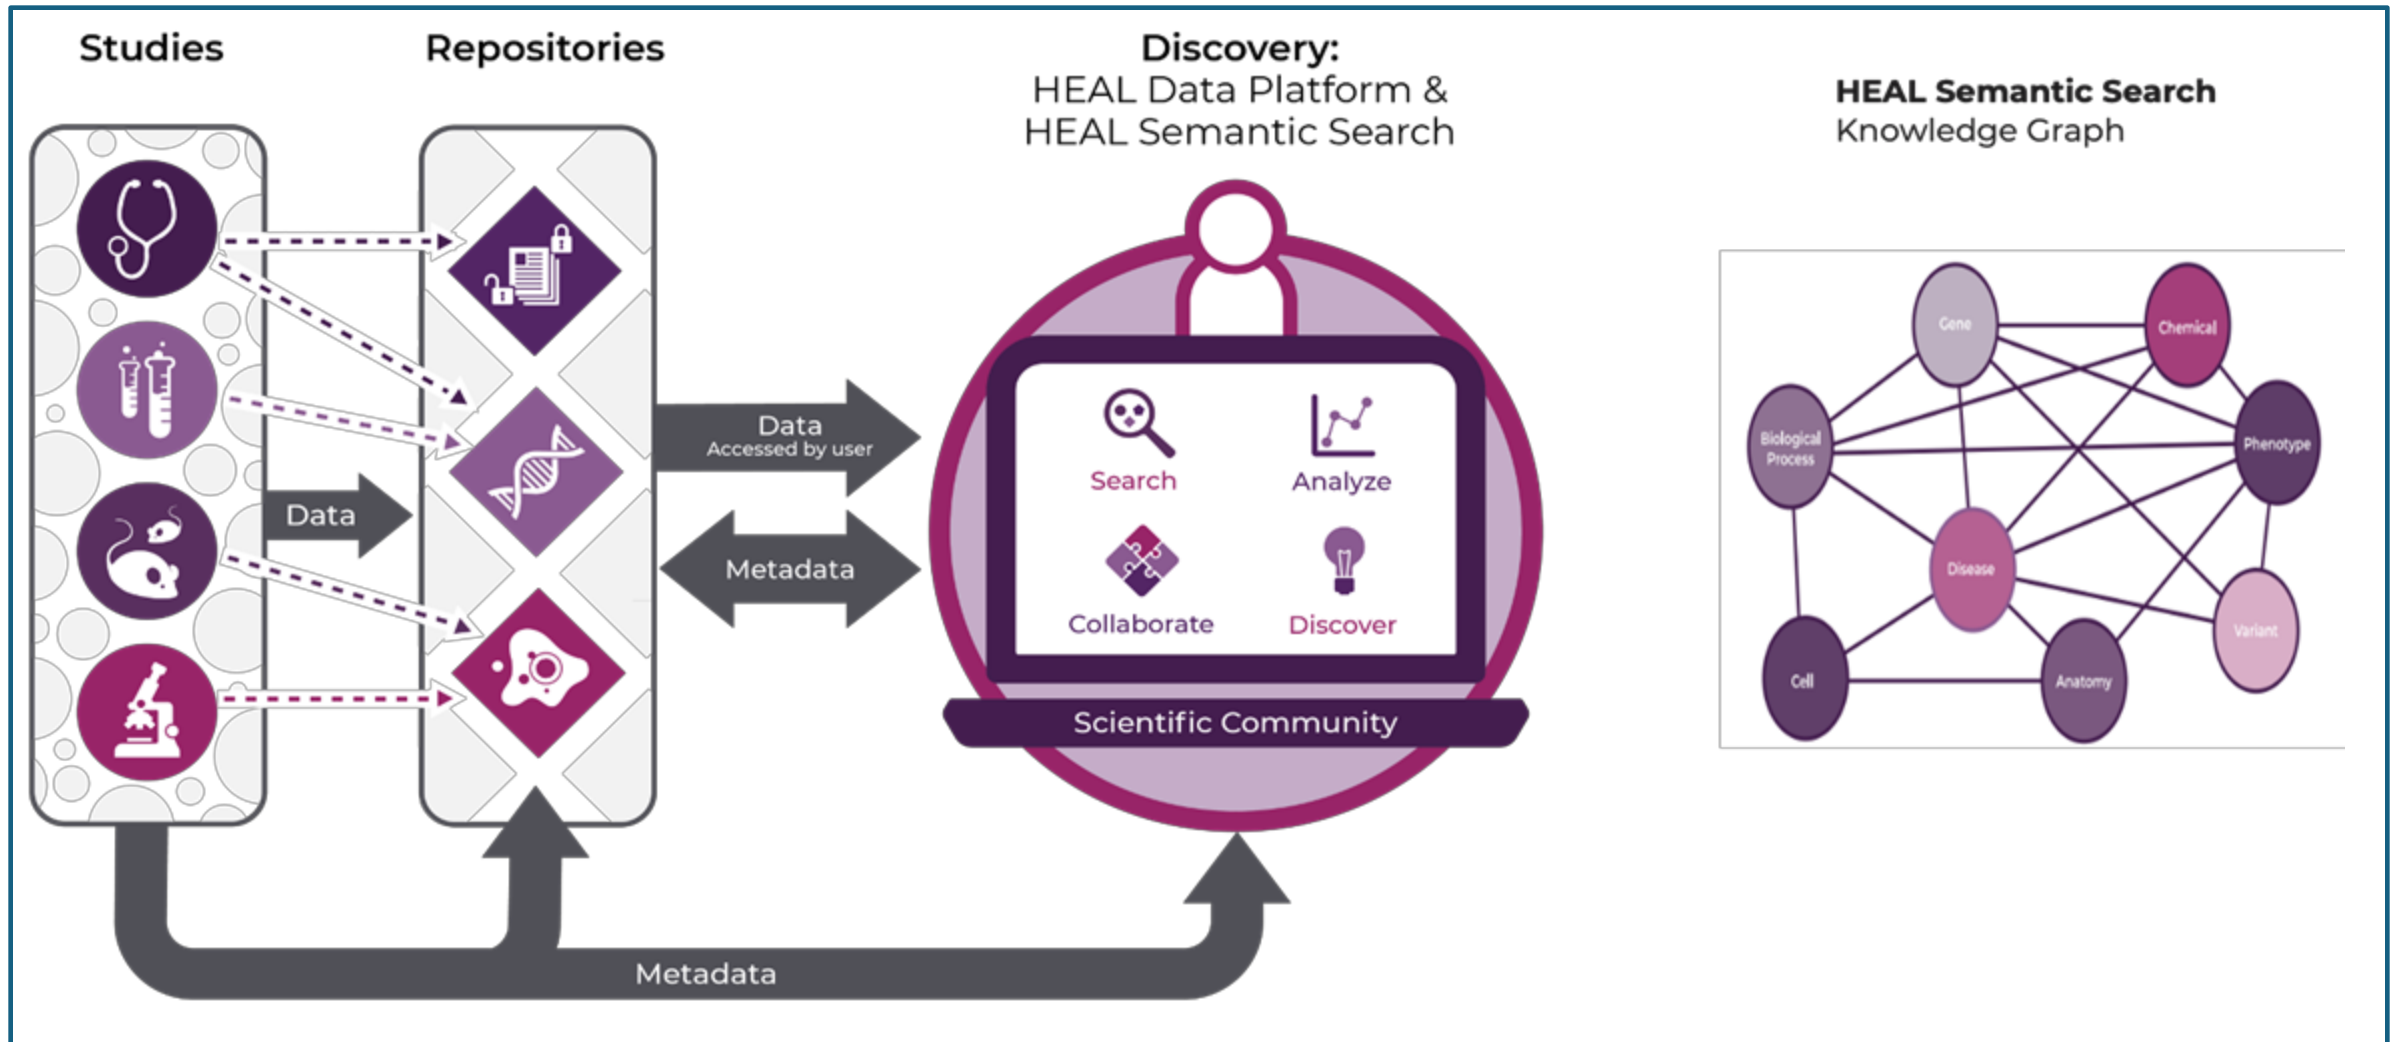 Studies
Repositories
Discovery:
HEAL Data Platform &
HEAL Semantic Search
HEAL Semantic Search
Knowledge Graph
Data
Data
Accessed by user
Metadata
Search
Analyze
Collaborate
Discover
Scientific Community
Metadata
Gene
Chemical
Biological
Process
Phenotype
Disease
Variant
Cell
Anatomy